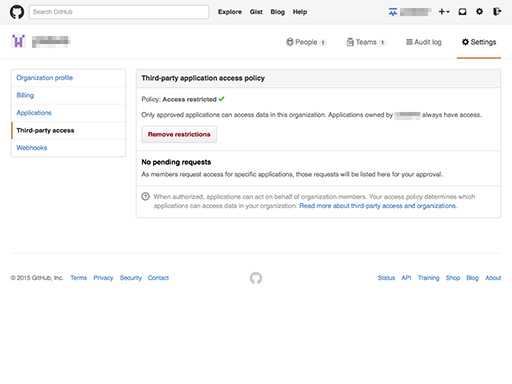 Search GitHub
Explore Gist Blog Help
People 1 Teams 1 Audit log Settings
Organization profile
Billing
Applications
Third-party access
Webhooks
Third-party application access policy
Policy: Access restricted
Only approved applications can access data in this organization. Applications owned by always have access.
Remove restrictions
No pending requests
As members request access for specific applications, those requests will be listed here for your approval.
When authorized, applications can act on behalf of organization members. Your access policy determines which
applications can access data in your organization. Read more about third-party access and organizations.
© 2015 GitHub, Inc. Terms Privacy Security Contact
Status API Training Shop Blog About